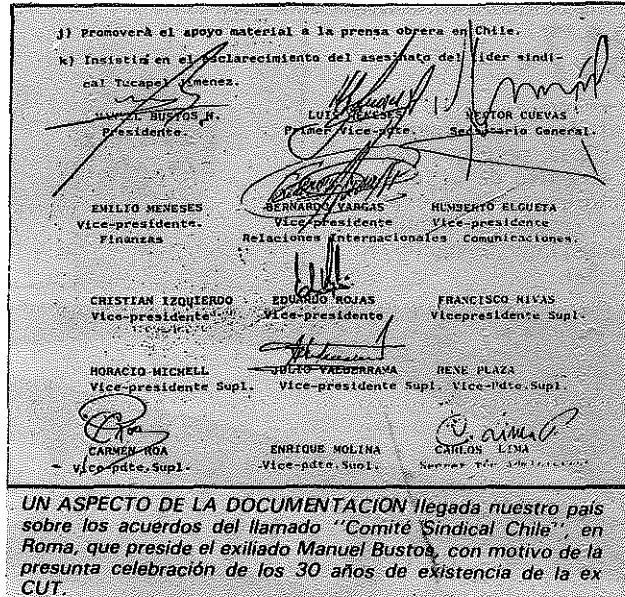 j) Promoverá el apoyo material a la prensa obrera en Chile.
k) Insistir en el esclarecimiento del asesinato del líder sindi-
cal Tucapel Jimenez.
MANUEL BUSTOS H. LUIS MENESES HECTOR CUEVAS
Presidente. Primer Vice-pdte. Secretario General.
EMILIO MENESES BERNARDO VARGAS HUMBERTO ELGUETA
Vice-presidente. Vice-presidente Vice-presidente
Finanzas Relaciones Internacionales Comunicaciones.
CRISTIAN IZQUIERDO EDUARDO ROJAS FRANCISCO RIVAS
Vice-presidente Vice-presidente Vicepresidente Supl.
HORACIO MICHELL JULIO VALDERRAMA RENE PLAZA
Vice-presidente Supl. Vice-presidente Supl. Vice-Pdte.Supl.
CARMEN ROA ENRIQUE MOLINA CARLOS LIMA
Vice-pdte.Supl. Vice-pdte.Supl.
UN ASPECTO DE LA DOCUMENTACION llegada nuestro país
sobre los acuerdos del llamado "Comité Sindical Chile", en
Roma, que preside el exiliado Manuel Bustos, con motivo de la
presunta celebración de los 30 años de existencia de la ex
CUT.